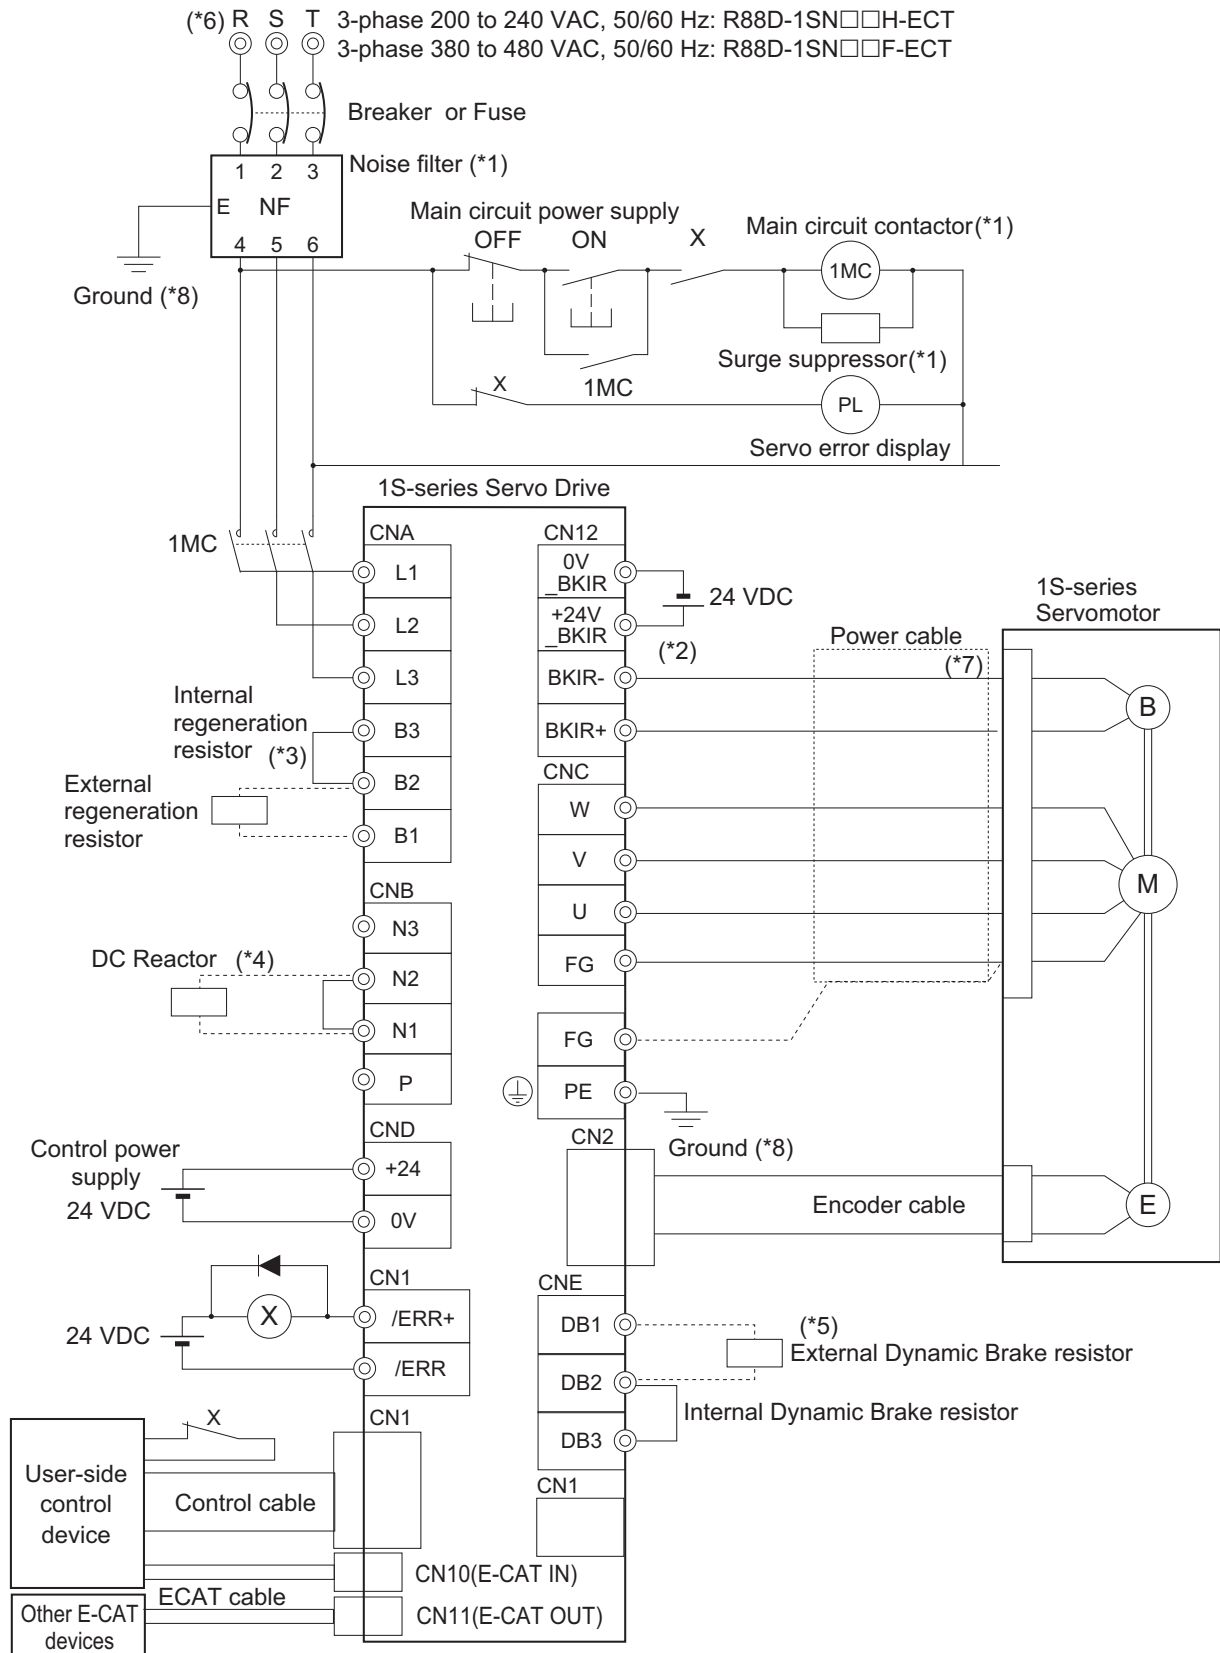 (*6) R S T 3-phase 200 to 240 VAC, 50/60 Hz: R88D-1SN□□H-ECT
3-phase 380 to 480 VAC, 50/60 Hz: R88D-1SN□□F-ECT
Breaker or Fuse
1 2 3 Noise filter (*1)
E NF
4 5 6
Ground (*8)
Main circuit power supply
OFF ON X
Main circuit contactor(*1)
1MC
Surge suppressor(*1)
1MC
X
PL
Servo error display
1S-series Servo Drive
1MC
CNA
L1
L2
L3
B3
B2
B1
Internal
regeneration
resistor (*3)
External
regeneration
resistor
CNB
N3
N2
N1
P
DC Reactor (*4)
CND
+24
0V
Control power
supply
24 VDC
CN1
/ERR+
/ERR
X
24 VDC
CN1
X
User-side
control
device
Control cable
CN10(E-CAT IN)
ECAT cable
CN11(E-CAT OUT)
Other E-CAT
devices
CN12
0V
_BKIR
+24V
_BKIR
BKIR-
BKIR+
24 VDC
(*2)
CNC
W
V
U
FG
FG
PE
Ground (*8)
CN2
Encoder cable
Power cable
(*7)
1S-series
Servomotor
B
M
E
CNE
DB1
DB2
DB3
(*5)
External Dynamic Brake resistor
Internal Dynamic Brake resistor
CN1